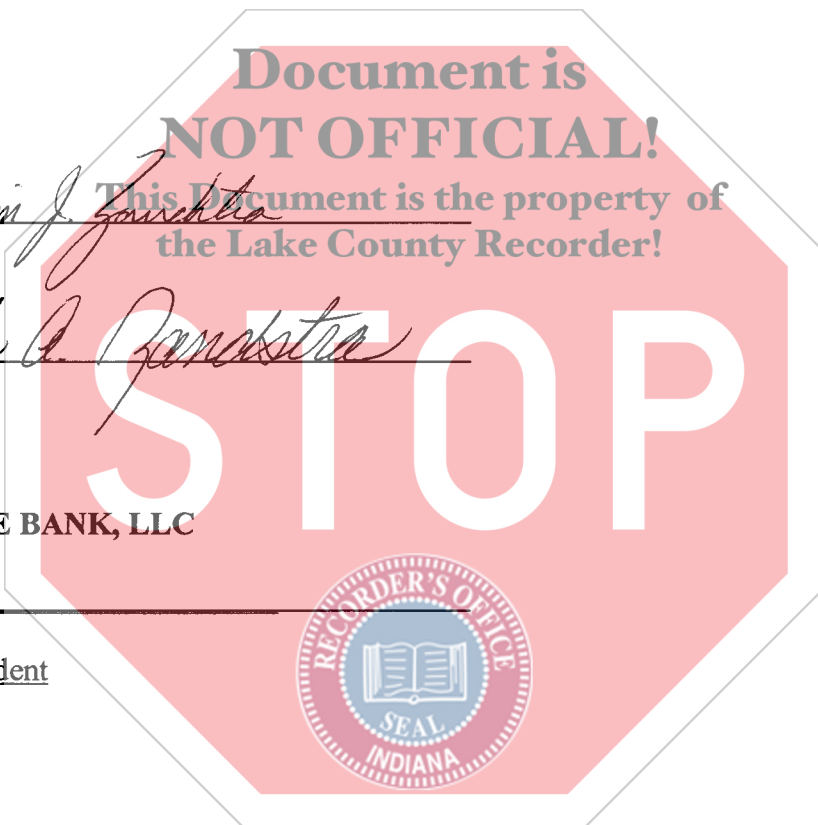 Document is
NOT OFFICIAL!
This Document is the property of
the Lake County Recorder!
J.
A. Zandstra
STOP
E BANK, LLC
RECORDER'S OFFICE
SEAL
INDIANA
dent